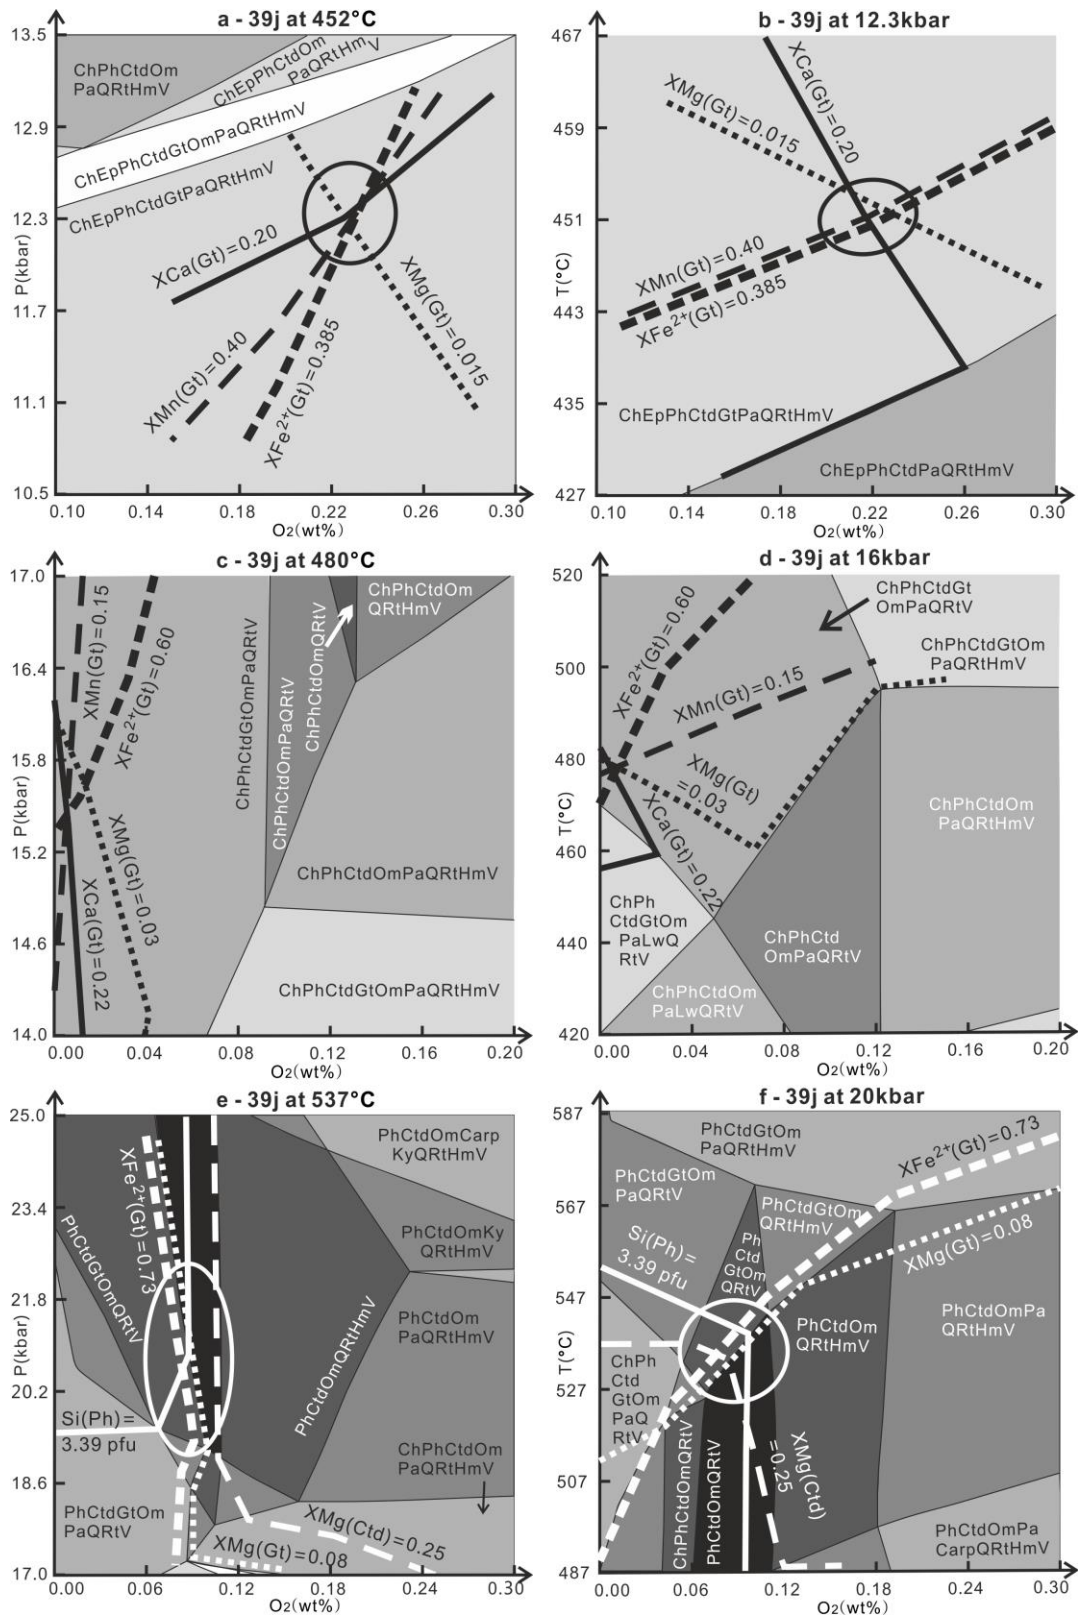 a - 39j at 452°C
P(kbar)
13.5
12.9
12.3
11.7
11.1
10.5
ChPhCtdOm
PaQRtHmV
ChEpPhCtdOm
PaQRtHmV
ChEpPhCtdGtOmPaQRtHmV
ChEpPhCtdGtPaQRtHmV
XCa(Gt)=0.20
XMg(Gt)=0.015
XMn(Gt)=0.40
XFe2+(Gt)=0.385
0.10
0.14
0.18
0.22
0.26
0.30
O2(wt%)
b - 39j at 12.3kbar
T(°C)
467
459
451
443
435
427
XCa(Gt)=0.20
XMg(Gt)=0.015
XMn(Gt)=0.40
XFe2+(Gt)=0.385
ChEpPhCtdGtPaQRtHmV
ChEpPhCtdPaQRtHmV
0.10
0.14
0.18
0.22
0.26
0.30
O2(wt%)
c - 39j at 480°C
P(kbar)
17.0
16.4
15.8
15.2
14.6
14.0
XMn(Gt)=0.15
XFe2+(Gt)=0.60
XMg(Gt)=0.03
XCa(Gt)=0.22
ChPhCtdGtOmPaQRtV
ChPhCtdOmPaQRtV
ChPhCtdOmQRtV
ChPhCtdOm
QRtHmV
ChPhCtdOmPaQRtHmV
ChPhCtdGtOmPaQRtHmV
0.00
0.04
0.08
0.12
0.16
0.20
O2(wt%)
d - 39j at 16kbar
T(°C)
520
500
480
460
440
420
XFe2+(Gt)=0.60
XMn(Gt)=0.15
XMg(Gt)
=0.03
XCa(Gt)=0.22
ChPhCtdGt
OmPaQRtV
ChPhCtdGtOm
PaQRtHmV
ChPhCtdOm
PaQRtHmV
ChPh
CtdGtOm
PaLwQ
RtV
ChPhCtd
OmPaQRtV
ChPhCtdOm
PaLwQRtV
0.00
0.04
0.08
0.12
0.16
0.20
O2(wt%)
e - 39j at 537°C
P(kbar)
25.0
23.4
21.8
20.2
18.6
17.0
XFe2+(Gt)=0.73
PhCtdGtOmQRtV
PhCtdOmCarp
KyQRtHmV
PhCtdOmKy
QRtHmV
PhCtdOm
PaQRtHmV
PhCtdOmQRtHmV
Si(Ph)=
3.39 pfu
ChPhCtdOm
PaQRtHmV
PhCtdGtOm
PaQRtV
XMg(Ctd)=0.25
XMg(Gt)=0.08
0.00
0.06
0.12
0.18
0.24
0.30
O2(wt%)
f - 39j at 20kbar
T(°C)
587
567
547
527
507
487
PhCtdGtOm
PaQRtHmV
XFe2+(Gt)=0.73
PhCtdGtOm
PaQRtV
PhCtdGtOm
QRtHmV
XMg(Gt)=0.08
Si(Ph)=
3.39 pfu
Ph
Ctd
GtOm
QRtV
PhCtdOm
QRtHmV
PhCtdOmPa
QRtHmV
ChPh
Ctd
GtOm
PaQ
RtV
ChPhCtdOmQRtV
PhCtdOmQRtV
XMg(Ctd)
=0.25
PhCtdOmPa
CarpQRtHmV
0.00
0.06
0.12
0.18
0.24
0.30
O2(wt%)